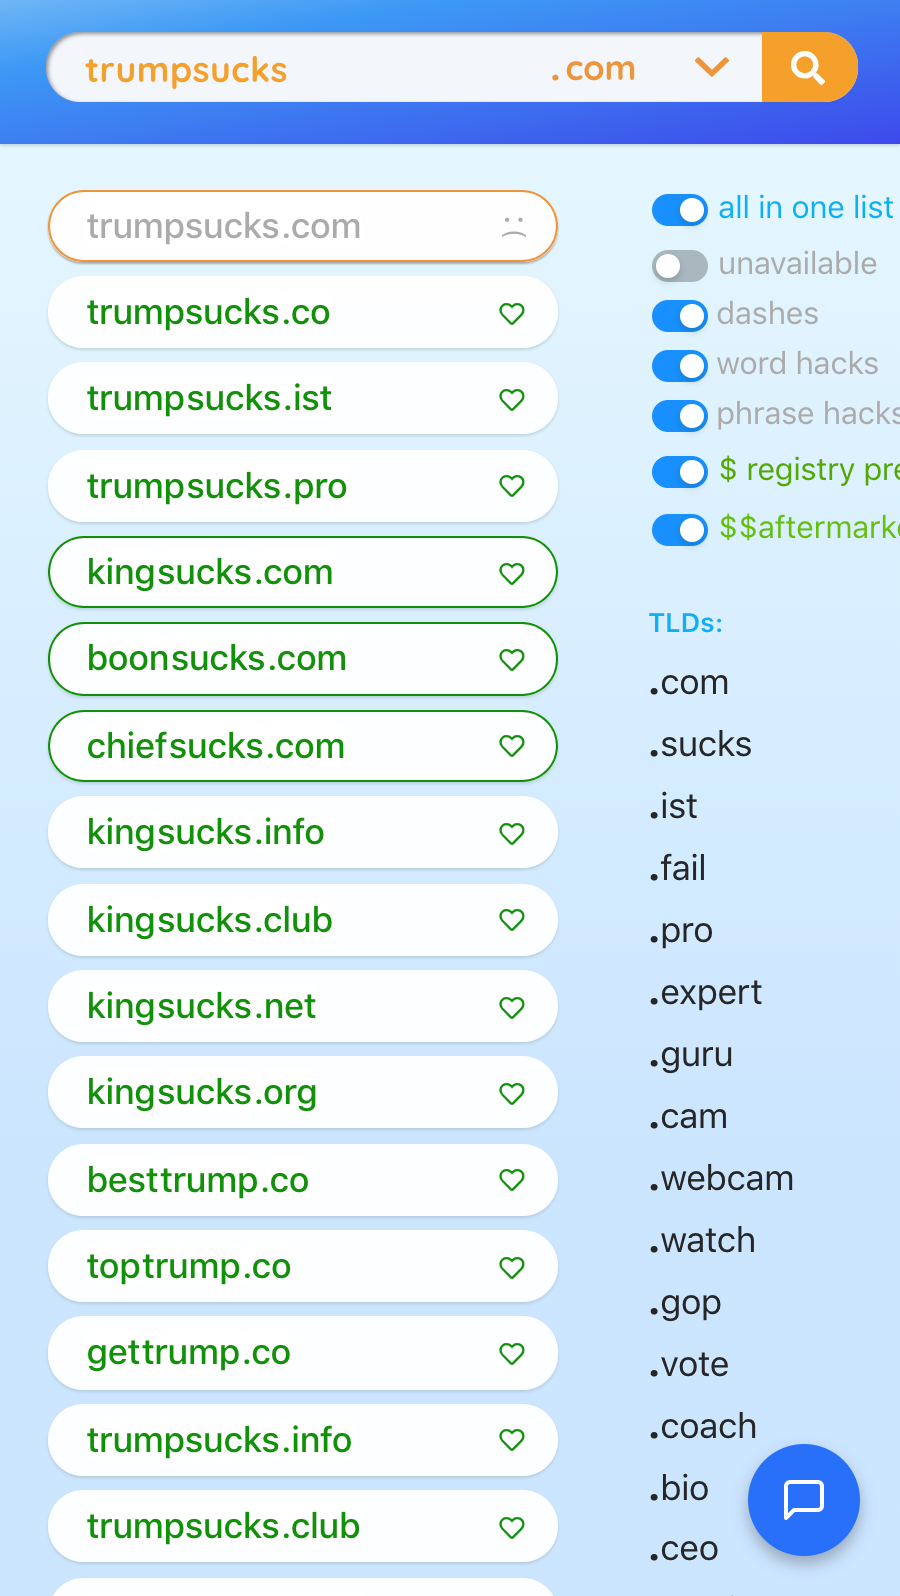 trumpsucks .com
trumpsucks.com
trumpsucks.co
trumpsucks.ist
trumpsucks.pro
kingsucks.com
boonsucks.com
chiefsucks.com
kingsucks.info
kingsucks.club
kingsucks.net
kingsucks.org
besttrump.co
toptrump.co
gettrump.co
trumpsucks.info
trumpsucks.club
all in one list
unavailable
dashes
word hacks
phrase hacks
$ registry pre
$$aftermarke
TLDs:
.com
.sucks
.ist
.fail
.pro
.expert
.guru
.cam
.webcam
.watch
.gop
.vote
.coach
.bio
.ceo